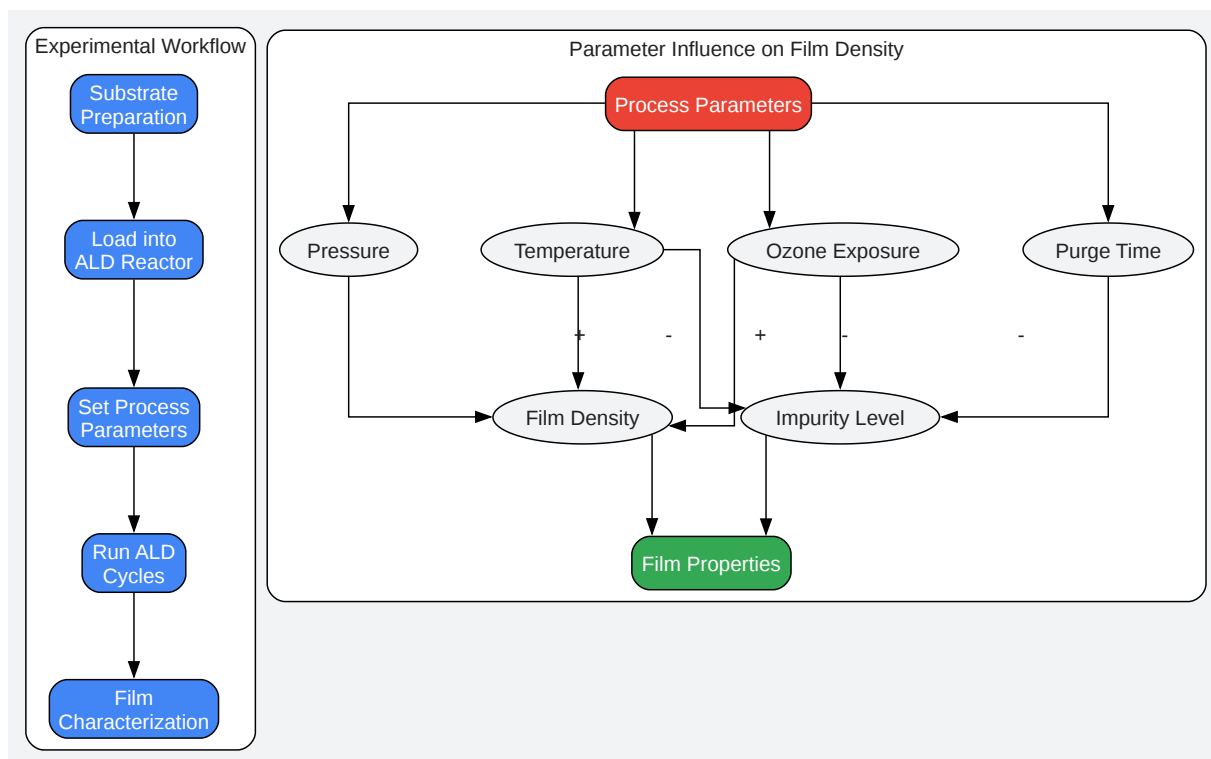 Experimental Workflow
Substrate
Preparation
Load into
ALD Reactor
Set Process
Parameters
Run ALD
Cycles
Film
Characterization
Parameter Influence on Film Density
Process Parameters
Pressure
Temperature
Ozone Exposure
Purge Time
+
-
+
-
-
Film Density
Impurity Level
Film Properties